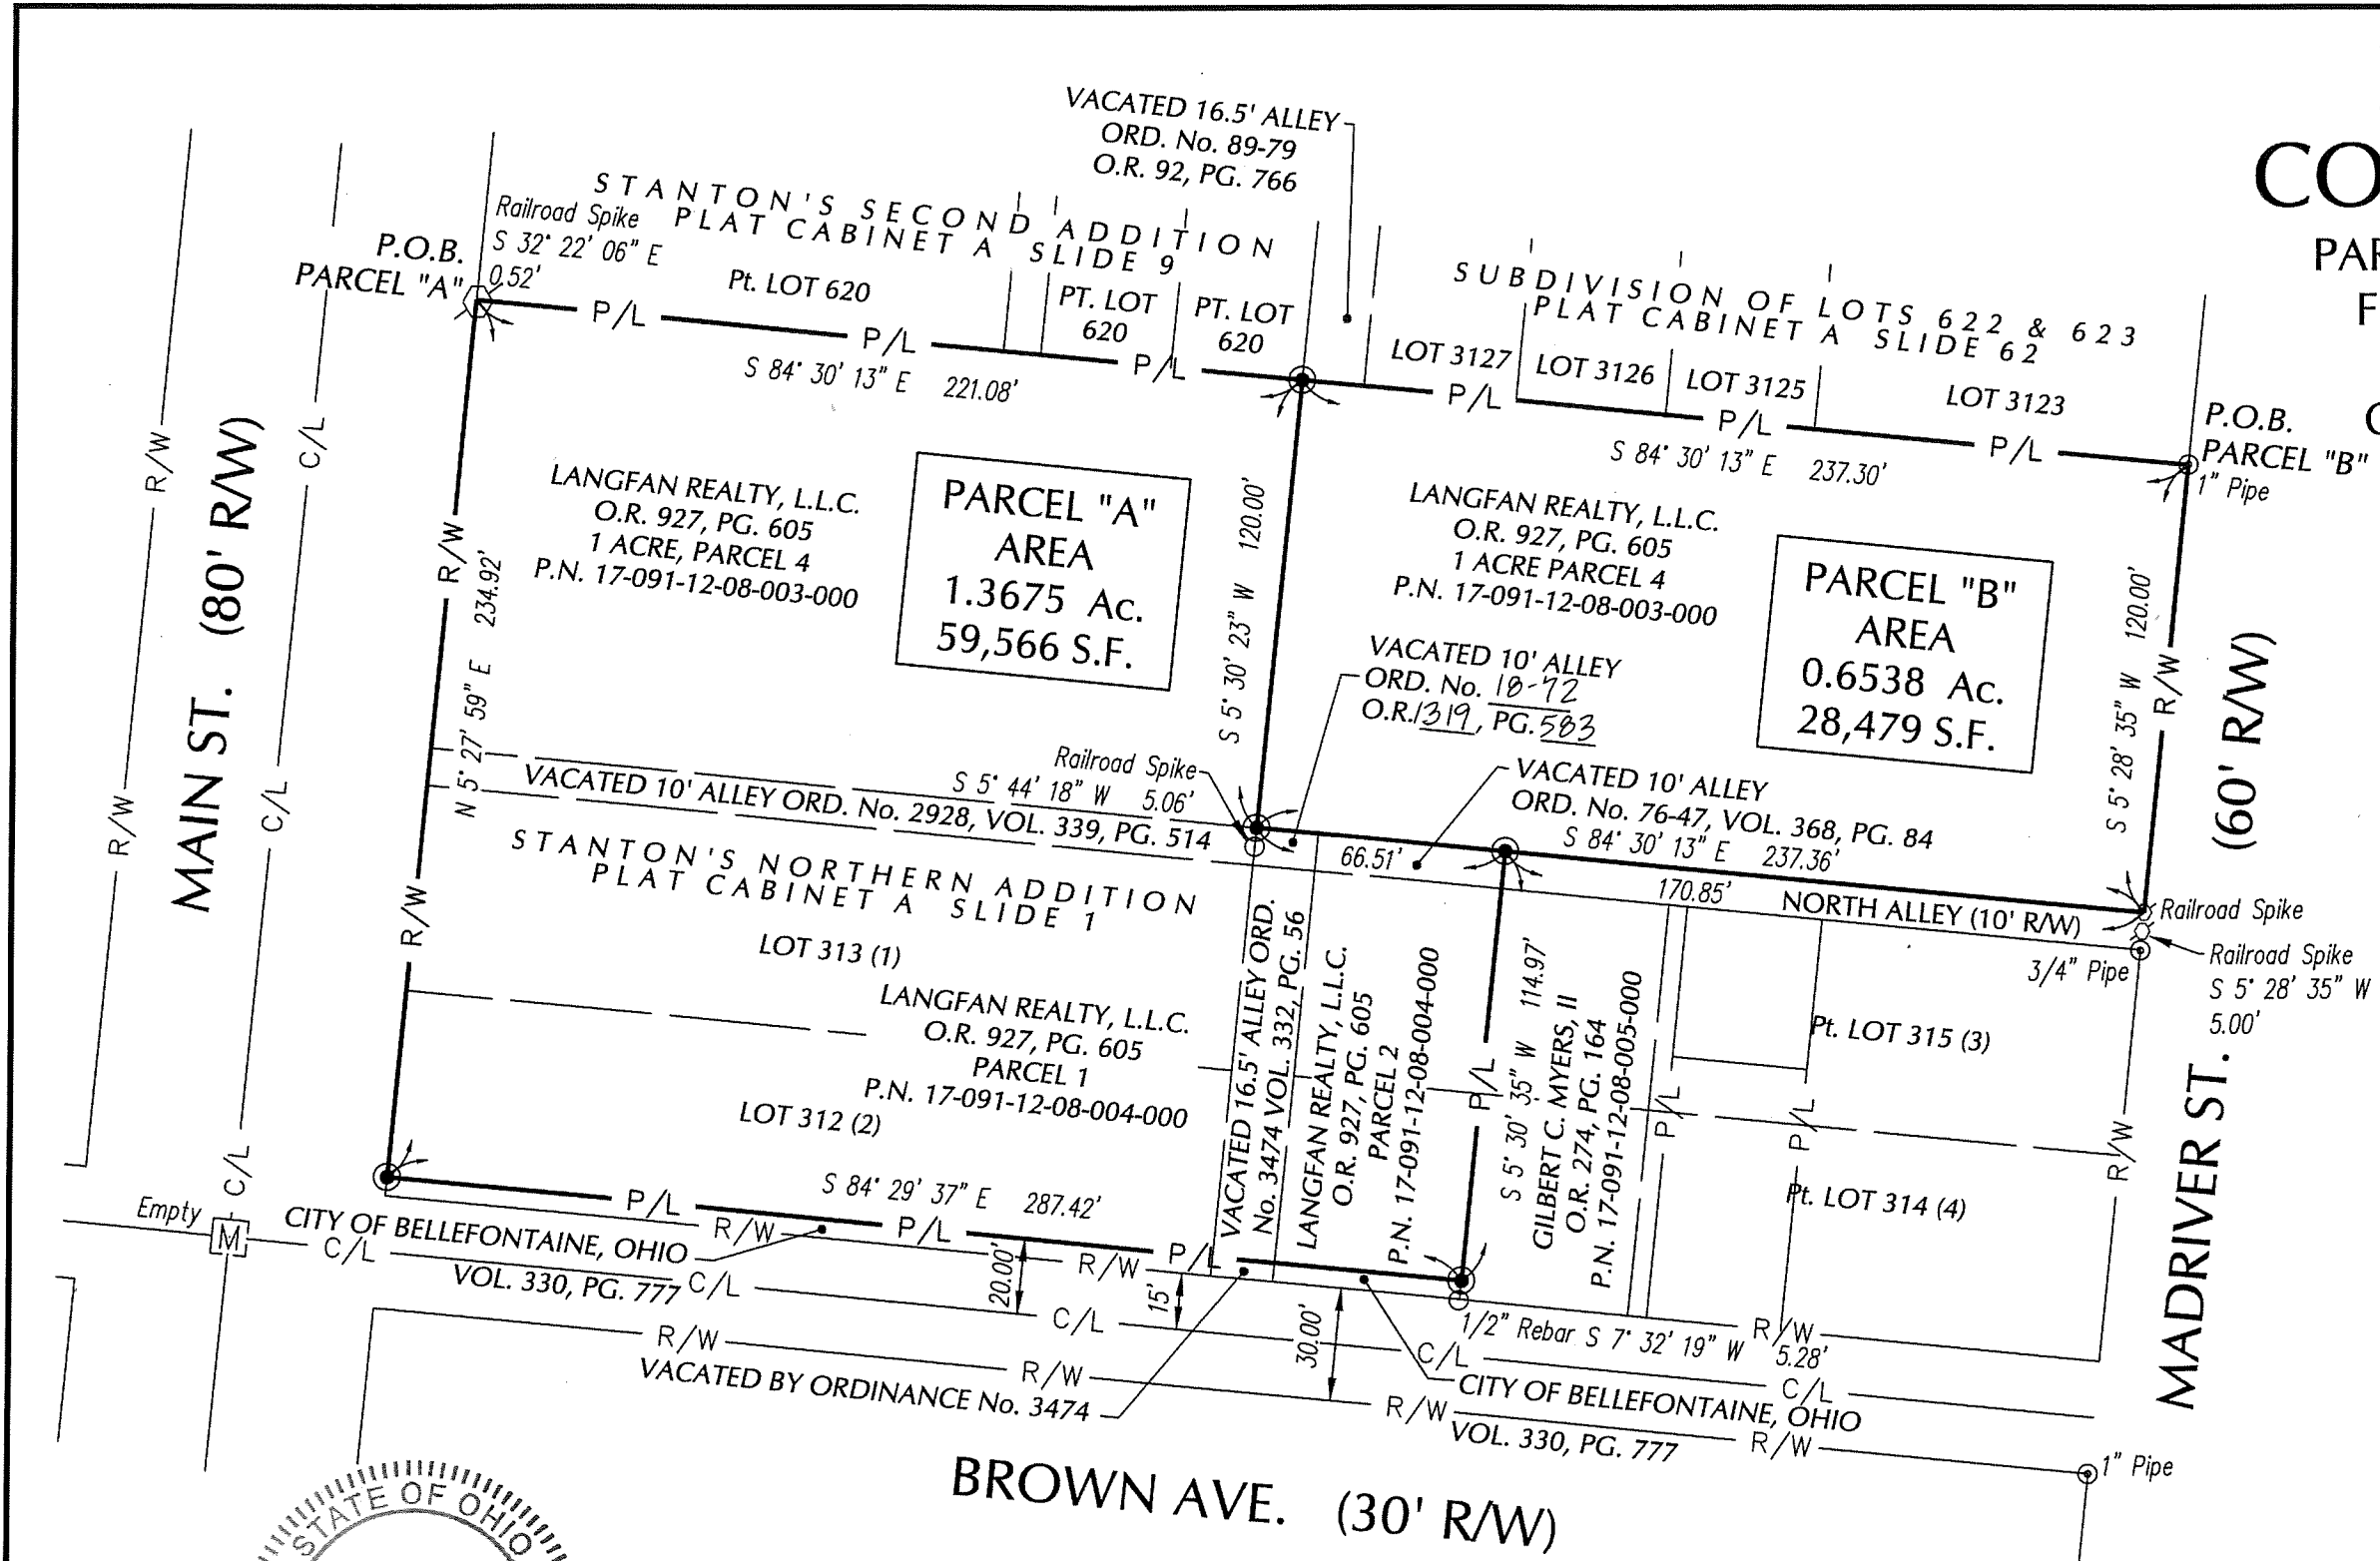 VACATED 16.5' ALLEY
ORD. No. 89-79
O.R. 92, PG. 766
STANTON'S SECOND ADDITION
PLAT CABINET A SLIDE 9
Railroad Spike
S 32° 22' 06" E
0.52'
P.O.B.
PARCEL "A"
Pt. LOT 620
PT. LOT
620
PT. LOT
620
SUBDIVISION OF LOTS 622 & 623
PLAT CABINET A SLIDE 62
LOT 3127
LOT 3126
LOT 3125
LOT 3123
P.O.B.
PARCEL "B"
1" Pipe
CO
PAR
F
P/L
P/L
P/L
S 84° 30' 13" E 221.08'
P/L
P/L
P/L
S 84° 30' 13" E 237.30'
R/W
R/W
C/L
C/L
C/L
MAIN ST. (80' R/W)
R/W
R/W
N 5° 27' 59" E 234.92'
LANGFAN REALTY, L.L.C.
O.R. 927, PG. 605
1 ACRE, PARCEL 4
P.N. 17-091-12-08-003-000
PARCEL "A"
AREA
1.3675 Ac.
59,566 S.F.
S 5° 30' 23" W 120.00'
LANGFAN REALTY, L.L.C.
O.R. 927, PG. 605
1 ACRE PARCEL 4
P.N. 17-091-12-08-003-000
PARCEL "B"
AREA
0.6538 Ac.
28,479 S.F.
S 5° 28' 35" W 120.00'
R/W
(60' R/W)
VACATED 10' ALLEY
ORD. No. 18-72
O.R. 1319, PG. 583
Railroad Spike
S 5° 44' 18" W 5.06'
VACATED 10' ALLEY ORD. No. 2928, VOL. 339, PG. 514
VACATED 10' ALLEY
ORD. No. 76-47, VOL. 368, PG. 84
S 84° 30' 13" E 237.36'
66.51'
170.85'
NORTH ALLEY (10' R/W)
Railroad Spike
Railroad Spike
S 5° 28' 35" W
5.00'
3/4" Pipe
STANTON'S NORTHERN ADDITION
PLAT CABINET A SLIDE 1
LOT 313 (1)
LANGFAN REALTY, L.L.C.
O.R. 927, PG. 605
PARCEL 1
P.N. 17-091-12-08-004-000
LOT 312 (2)
VACATED 16.5' ALLEY ORD.
No. 3474 VOL. 332, PG. 56
LANGFAN REALTY, L.L.C.
O.R. 927, PG. 605
PARCEL 2
P.N. 17-091-12-08-004-000
P/L
S 5° 30' 35" W 114.97'
GILBERT C. MYERS, II
O.R. 274, PG. 164
P.N. 17-091-12-08-005-000
P/L
P/L
Pt. LOT 315 (3)
Pt. LOT 314 (4)
R/W
MADRIVER ST.
S 84° 29' 37" E 287.42'
P/L
P/L
P/L
R/W
R/W
R/W
Empty
M
CITY OF BELLEFONTAINE, OHIO
VOL. 330, PG. 777
C/L
C/L
C/L
C/L
C/L
20.00'
15'
30.00'
1/2" Rebar S 7° 32' 19" W 5.28'
R/W
R/W
R/W
R/W
VACATED BY ORDINANCE No. 3474
CITY OF BELLEFONTAINE, OHIO
VOL. 330, PG. 777
1" Pipe
BROWN AVE. (30' R/W)
STATE OF OHIO